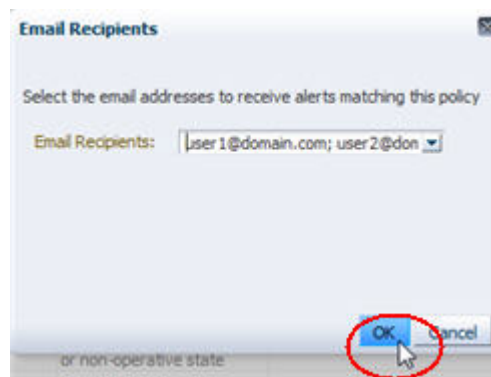 Email Recipients
Select the email addresses to receive alerts matching this policy
Email Recipients: user1@domain.com; user2@don
OK Cancel
or non-operative state